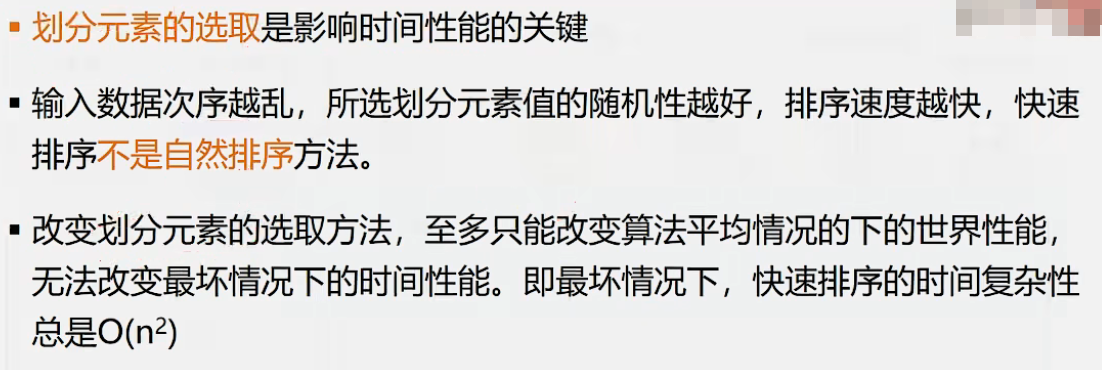 ▪ 划分元素的选取是影响时间性能的关键
▪ 输入数据次序越乱，所选划分元素值的随机性越好，排序速度越快，快速
排序不是自然排序方法。
▪ 改变划分元素的选取方法，至多只能改变算法平均情况的下的世界性能，
无法改变最坏情况下的时间性能。即最坏情况下，快速排序的时间复杂性
总是O(n²)